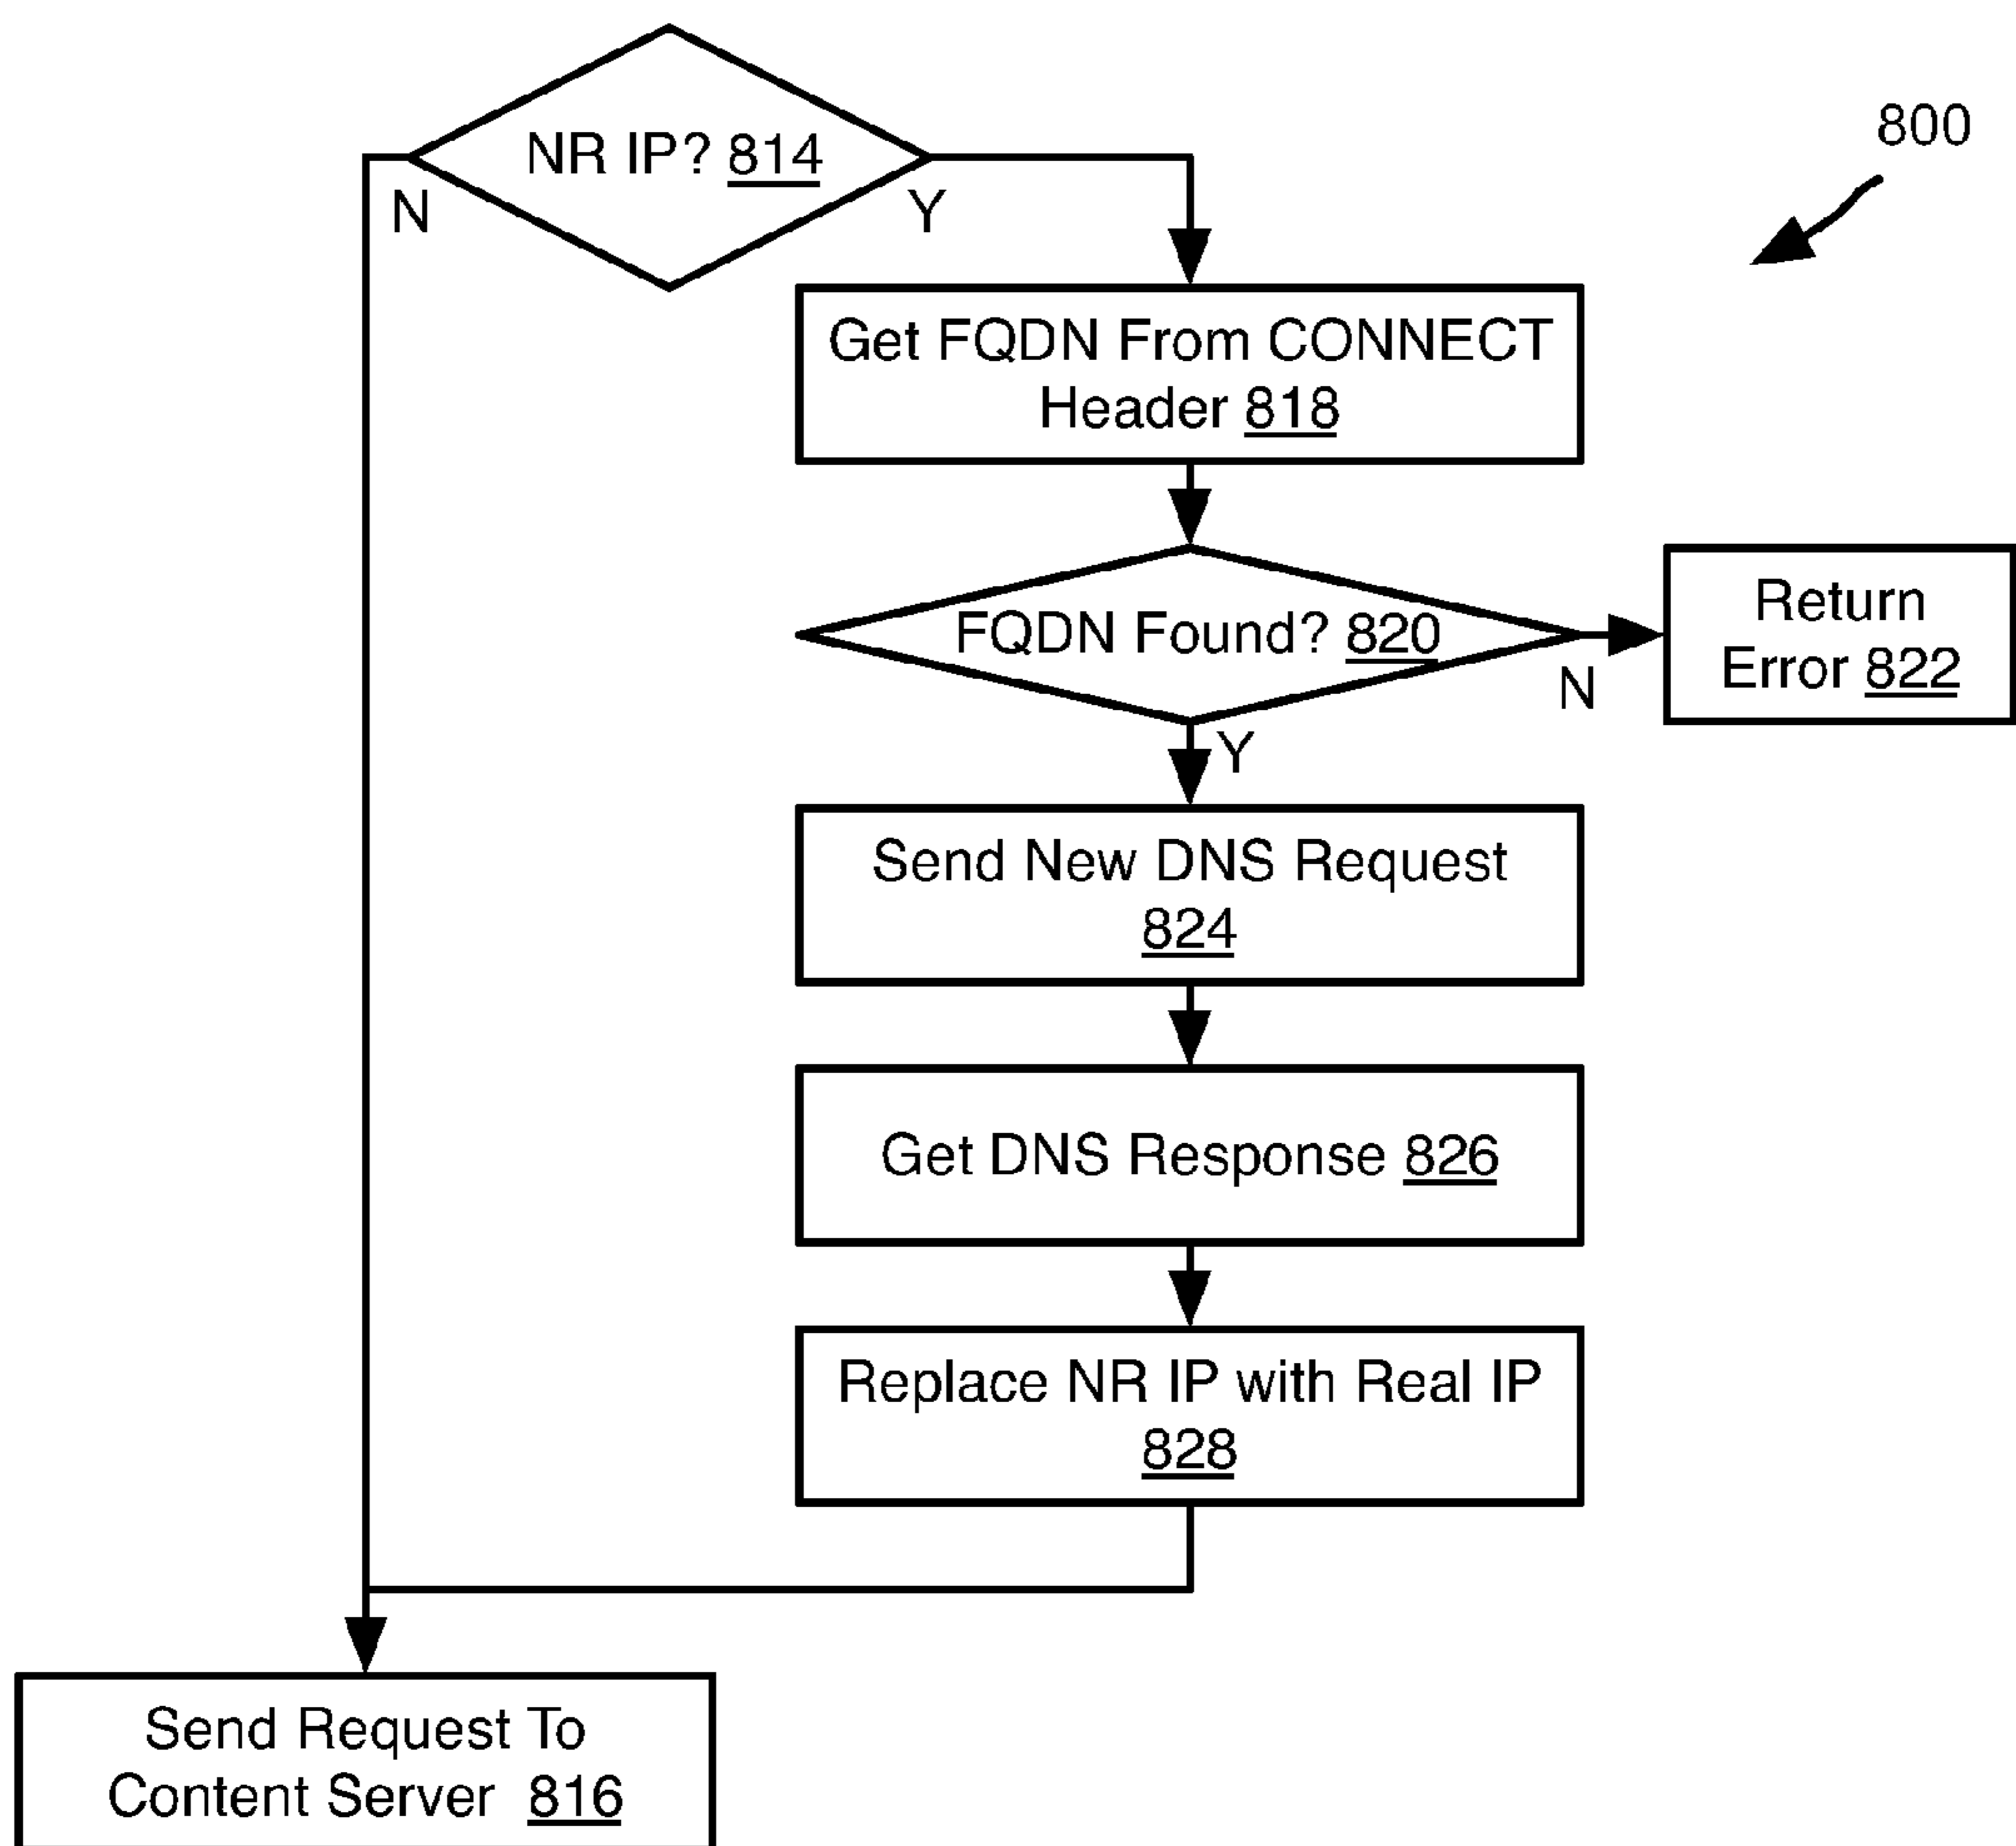 800
NR IP? 814
N
Y
Get FQDN From CONNECT
Header 818
FQDN Found? 820
N
Y
Return
Error 822
Send New DNS Request
824
Get DNS Response 826
Replace NR IP with Real IP
828
Send Request To
Content Server 816